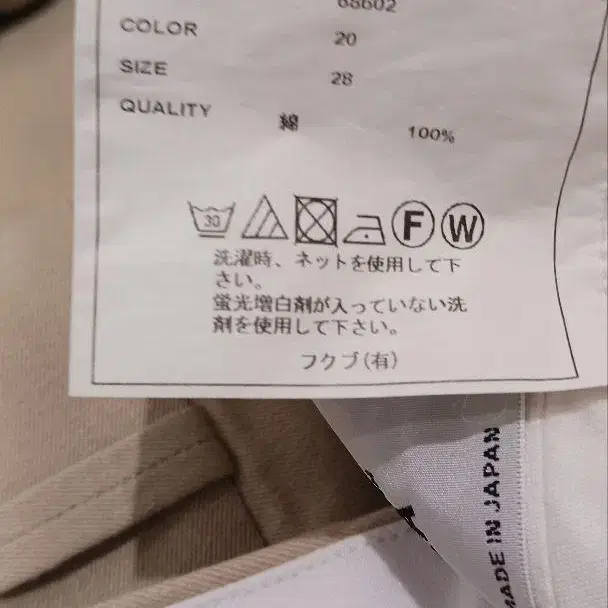 68602
COLOR 20
SIZE 28
QUALITY 綿 100%
30 F W
洗濯時、ネットを使用して下
さい。
蛍光増白剤が入っていない洗
剤を使用して下さい。
フクブ(有)
MADE IN JAPAN